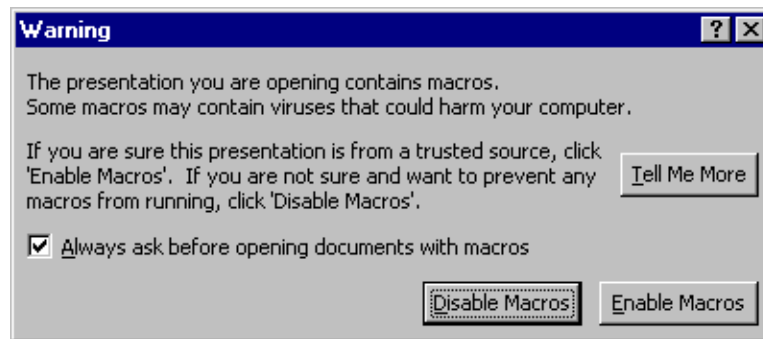 Warning
The presentation you are opening contains macros.
Some macros may contain viruses that could harm your computer.
If you are sure this presentation is from a trusted source, click
'Enable Macros'.  If you are not sure and want to prevent any
macros from running, click 'Disable Macros'.
Tell Me More
Always ask before opening documents with macros
Disable Macros
Enable Macros